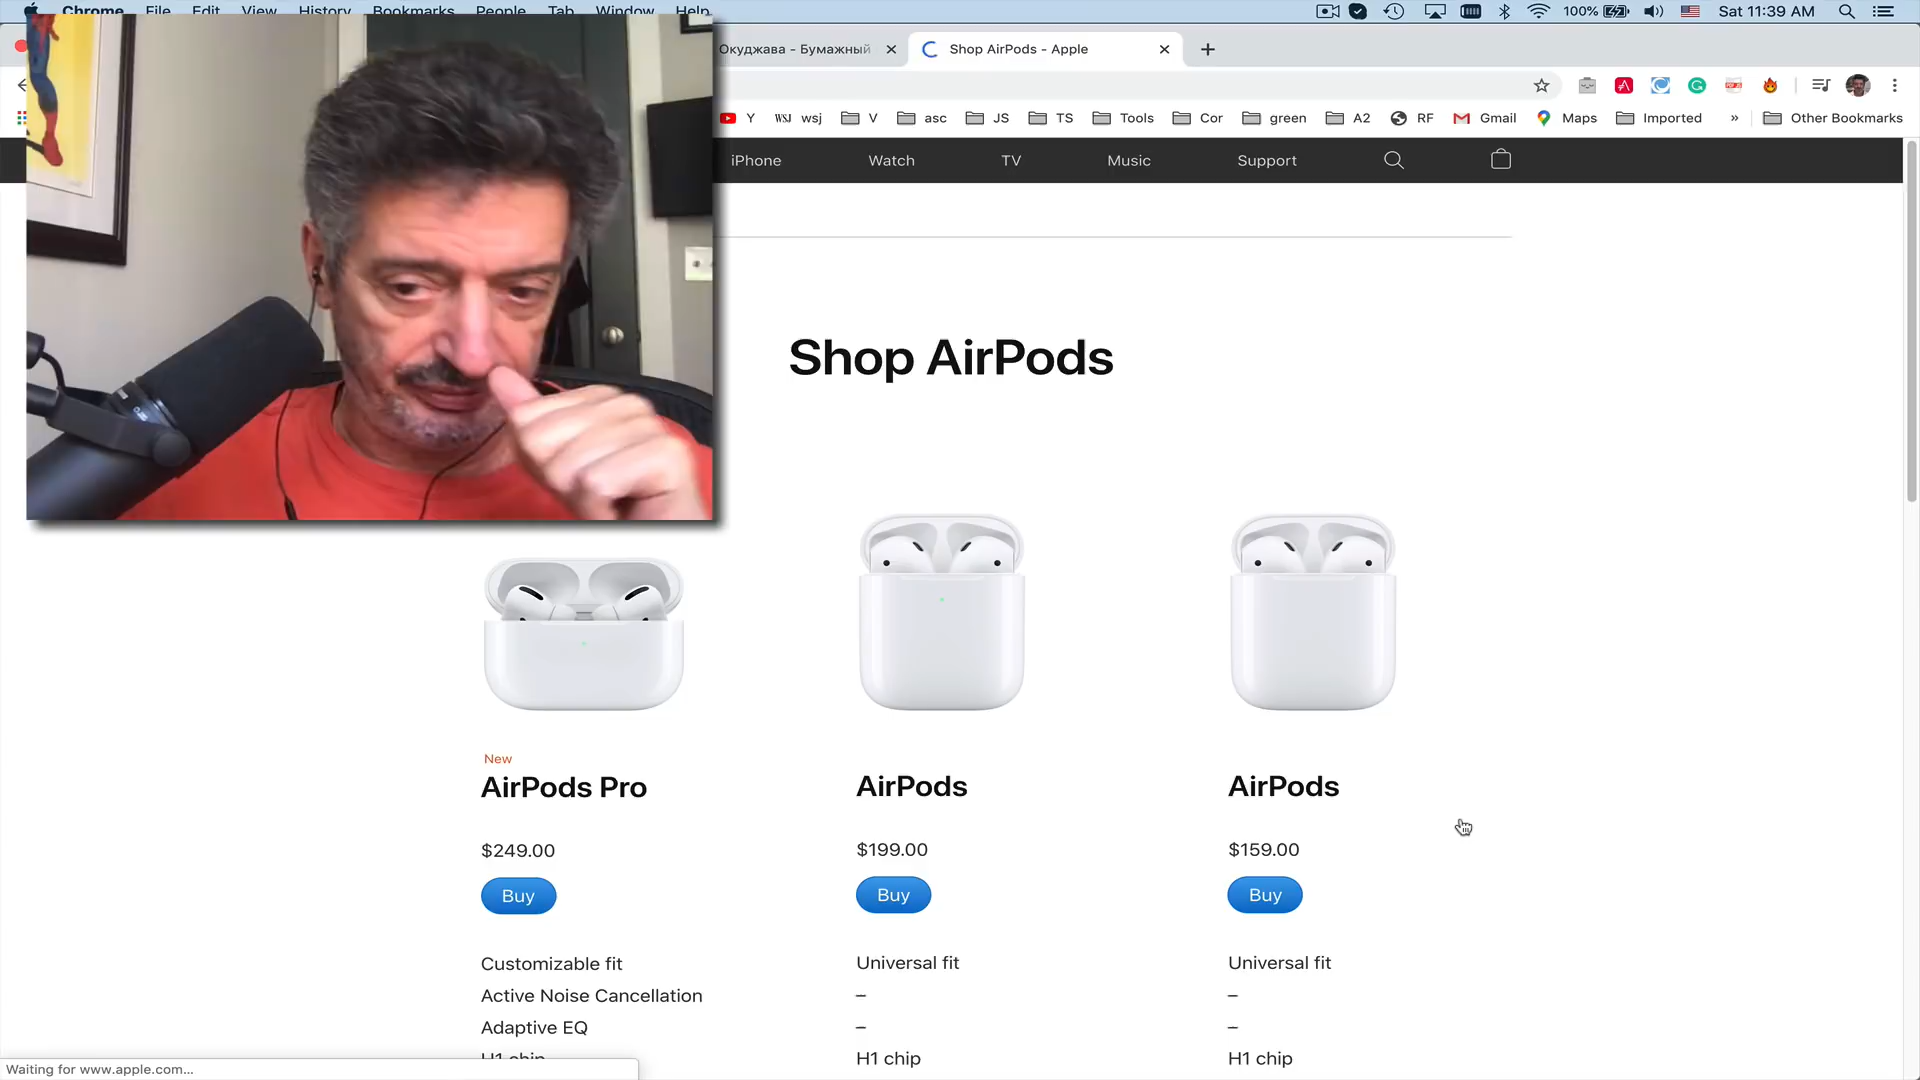 Chrome File Edit View History Bookmarks People Tab Window Help
100% Sat 11:39 AM
Окуджава - Бумажный
Shop AirPods - Apple
Y wsj V asc JS TS Tools Cor green A2 RF Gmail Maps Imported » Other Bookmarks
iPhone Watch TV Music Support
Shop AirPods
New
AirPods Pro AirPods AirPods
$249.00 $199.00 $159.00
Buy Buy Buy
Customizable fit Universal fit Universal fit
Active Noise Cancellation – –
Adaptive EQ – –
H1 chip H1 chip H1 chip
Waiting for www.apple.com...